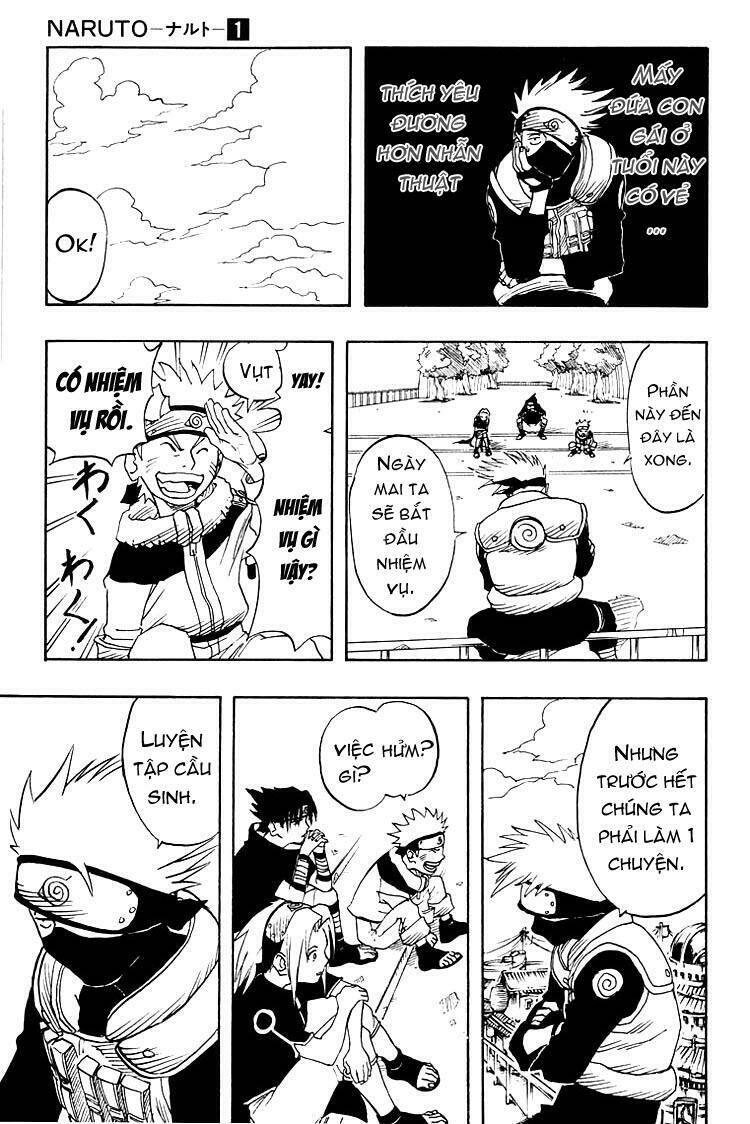 NARUTO—ナルト—1
MẤY
ĐỨA CON
GÁI Ở
TUỔI NÀY
CÓ VẺ
...
THÍCH YÊU
ĐƯƠNG
HƠN NHẪN
THUẬT
OK!
PHẦN
NÀY ĐẾN
ĐÂY LÀ
XONG.
NGÀY
MAI TA
SẼ BẮT
ĐẦU NHIỆM
VỤ.
YAY!
VỤT
CÓ NHIỆM
VỤ RỒI.
NHIỆM
VỤ GÌ
VẬY?
わくわく!
NHƯNG
TRƯỚC HẾT
CHÚNG TA
PHẢI LÀM 1
CHUYỆN.
VIỆC HỬM?
GÌ?
LUYỆN
TẬP CẦU
SINH.